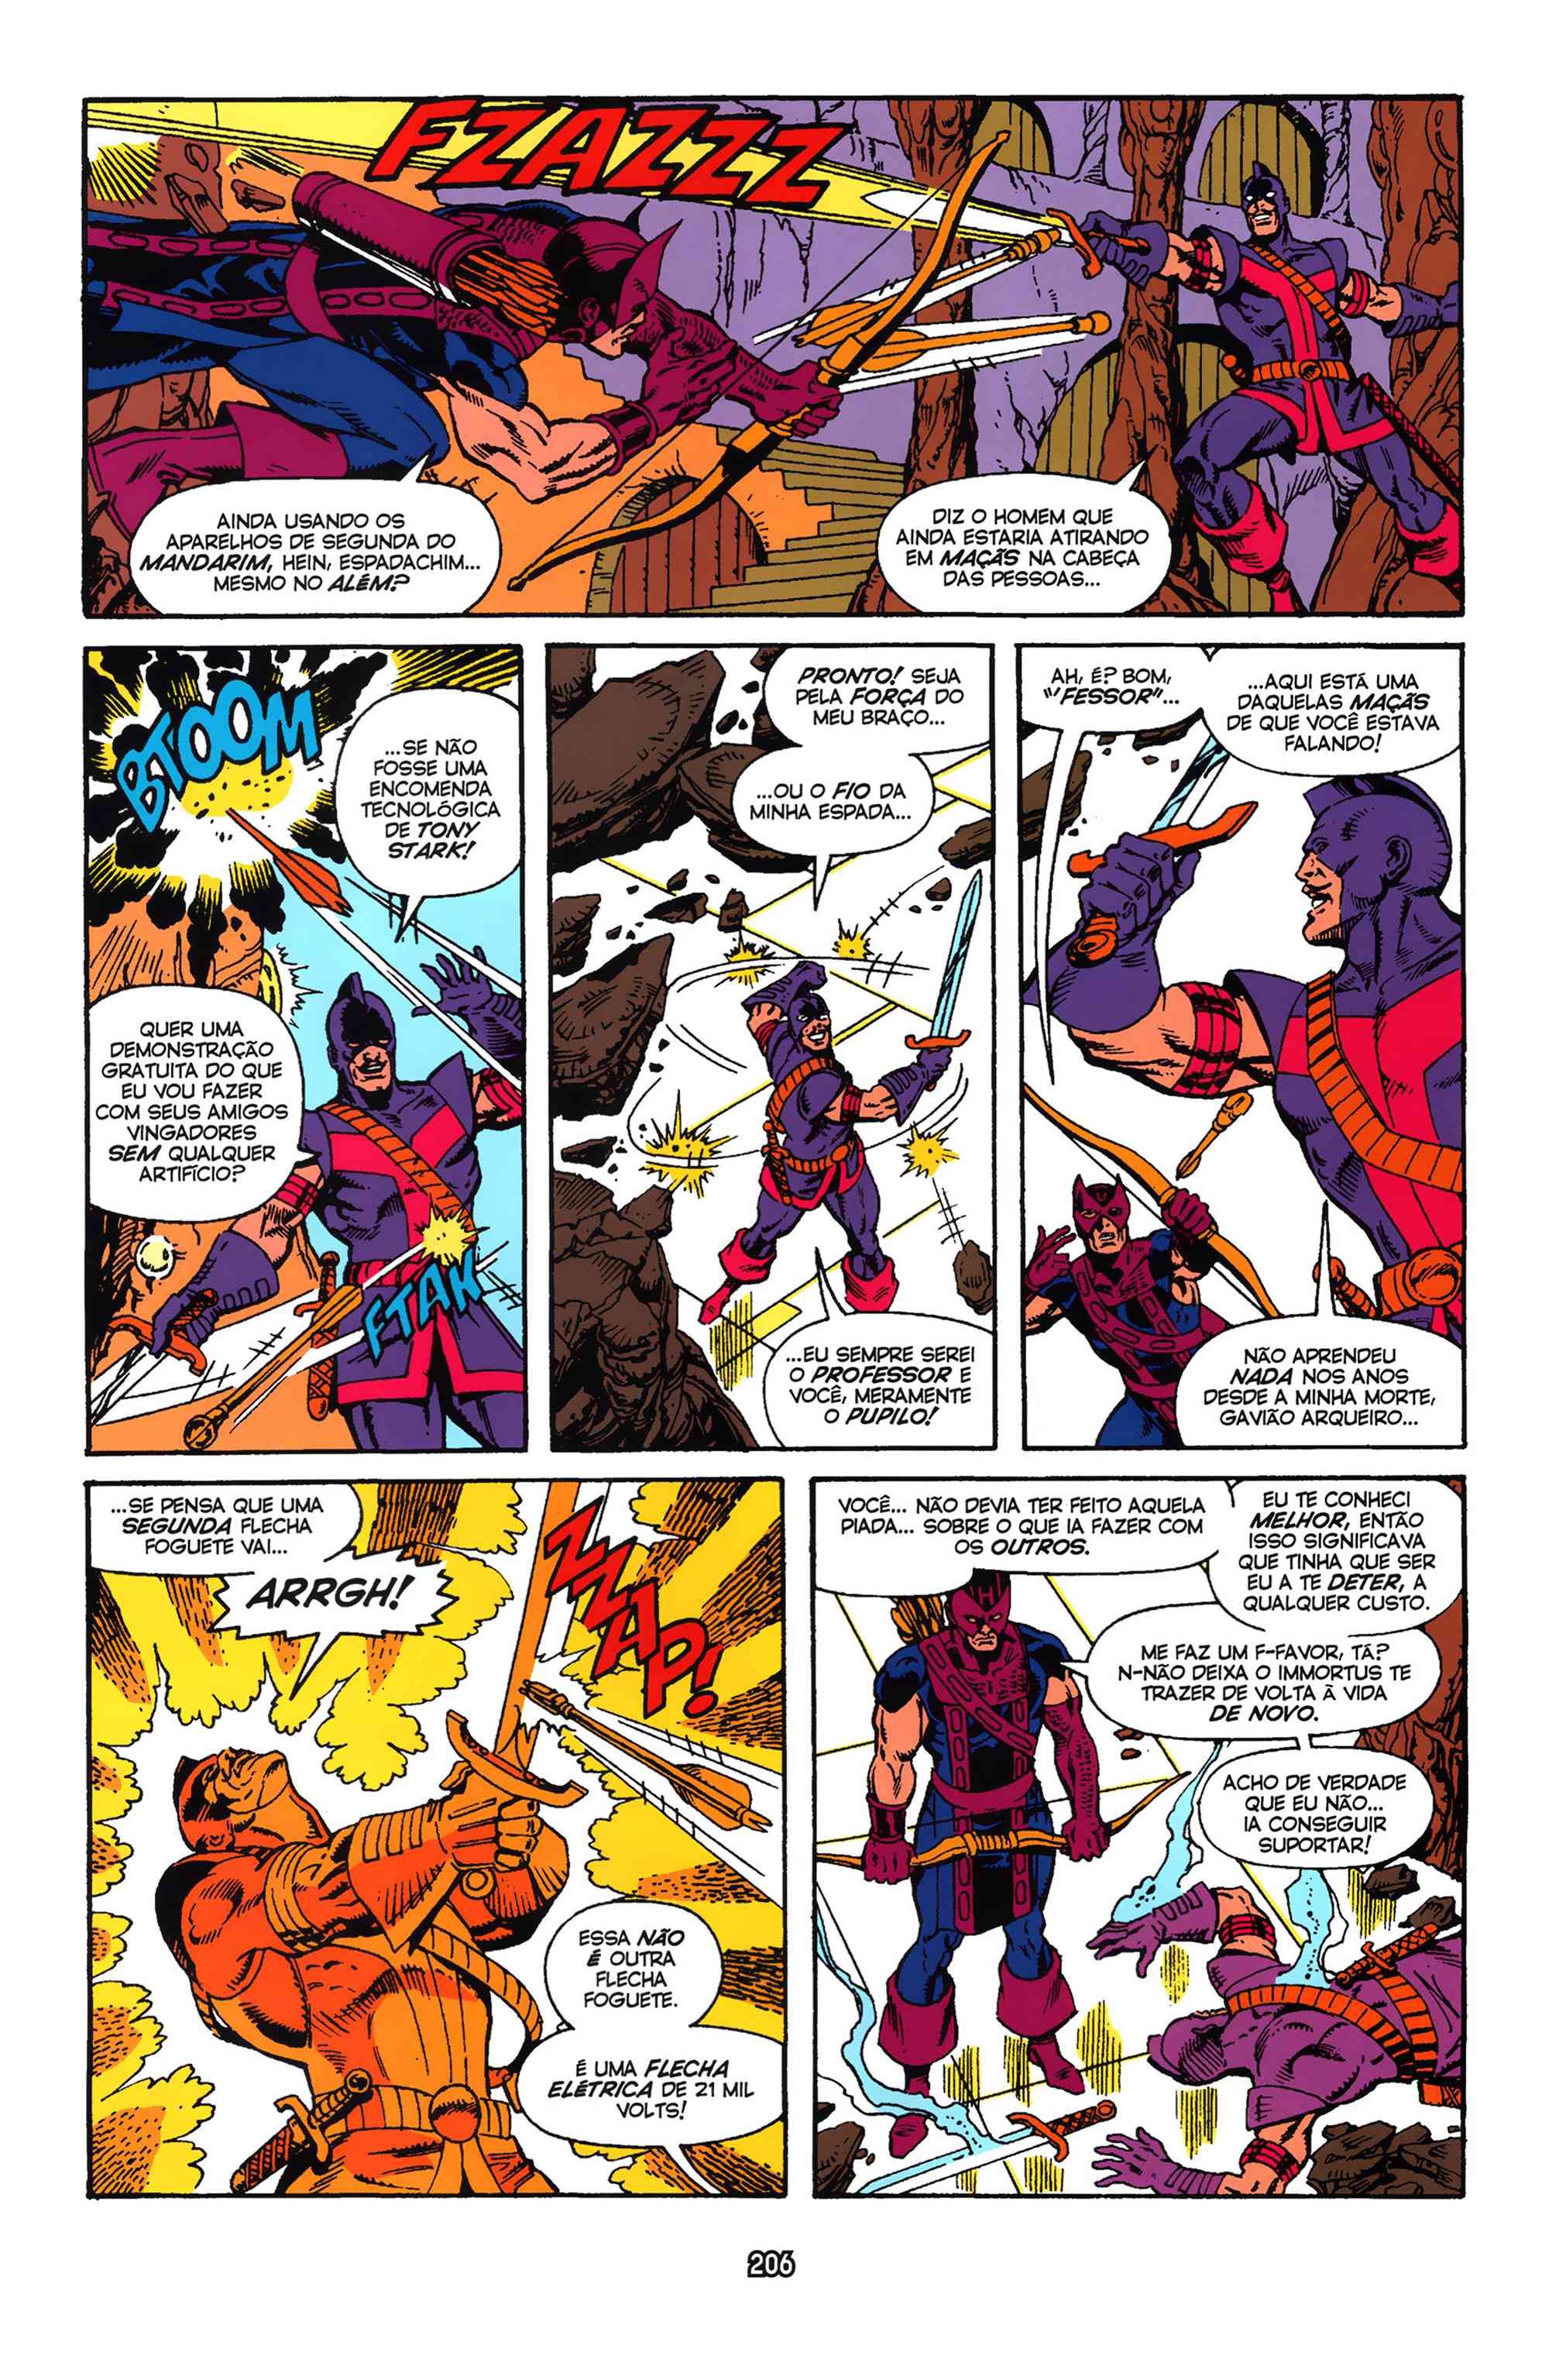 FZAZZZ
AINDA USANDO OS
APARELHOS DE SEGUNDA DO
MANDARIM, HEIN, ESPADACHIM...
MESMO NO ALÉM?
DIZ O HOMEM QUE
AINDA ESTARIA ATIRANDO
EM MAÇÃS NA CABEÇA
DAS PESSOAS...
BTOOM
...SE NÃO
FOSSE UMA
ENCOMENDA
TECNOLÓGICA
DE TONY
STARK!
QUER UMA
DEMONSTRAÇÃO
GRATUITA DO QUE
EU VOU FAZER
COM SEUS AMIGOS
VINGADORES
SEM QUALQUER
ARTIFÍCIO?
FTAK
PRONTO! SEJA
PELA FORÇA DO
MEU BRAÇO...
...OU O FIO DA
MINHA ESPADA...
...EU SEMPRE SEREI
O PROFESSOR E
VOCÊ, MERAMENTE
O PUPILO!
AH, É? BOM,
"'FESSOR"...
...AQUI ESTÁ UMA
DAQUELAS MAÇÃS
DE QUE VOCÊ ESTAVA
FALANDO!
NÃO APRENDEU
NADA NOS ANOS
DESDE A MINHA MORTE,
GAVIÃO ARQUEIRO...
...SE PENSA QUE UMA
SEGUNDA FLECHA
FOGUETE VAI...
ARRGH!
ZZZAP!
ESSA NÃO
É OUTRA
FLECHA
FOGUETE.
É UMA FLECHA
ELÉTRICA DE 21 MIL
VOLTS!
VOCÊ... NÃO DEVIA TER FEITO AQUELA
PIADA... SOBRE O QUE IA FAZER COM
OS OUTROS.
EU TE CONHECI
MELHOR, ENTÃO
ISSO SIGNIFICAVA
QUE TINHA QUE SER
EU A TE DETER, A
QUALQUER CUSTO.
ME FAZ UM F-FAVOR, TÁ?
N-NÃO DEIXA O IMMORTUS TE
TRAZER DE VOLTA À VIDA
DE NOVO.
ACHO DE VERDADE
QUE EU NÃO...
IA CONSEGUIR
SUPORTAR!
206